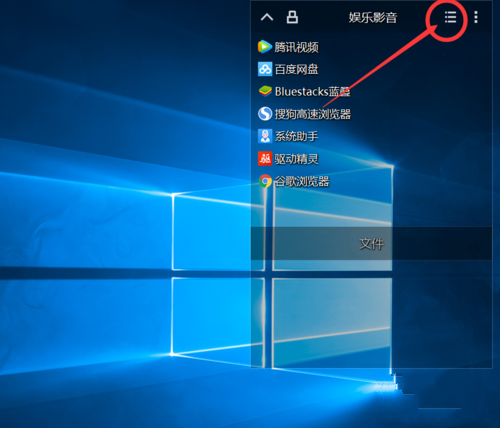 娱乐影音
腾讯视频
百度网盘
Bluestacks蓝叠
搜狗高速浏览器
系统助手
驱动精灵
谷歌浏览器
文件